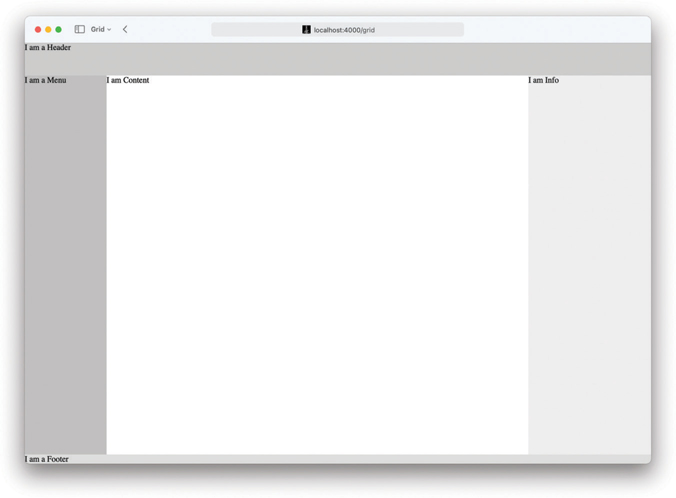 Grid
localhost:4000/grid
I am a Header
I am a Menu
I am Content
I am Info
I am a Footer